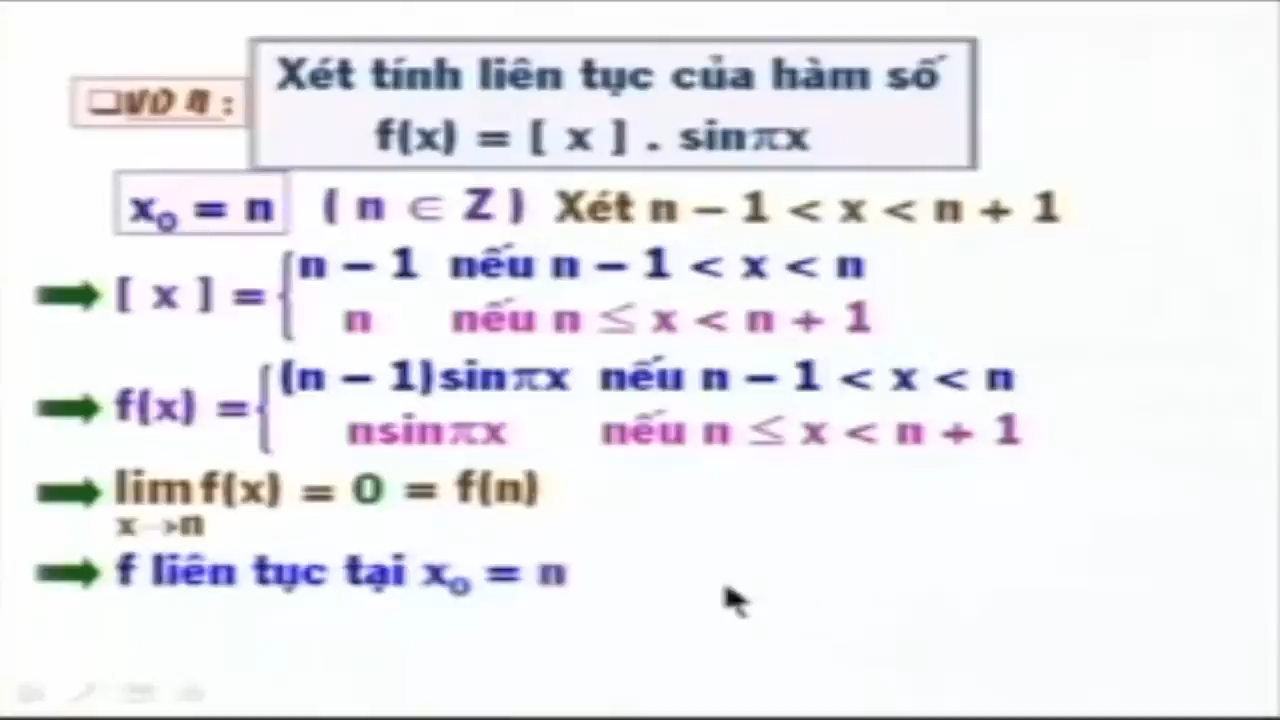 Xét tính liên tục của hàm số
❑VD :
f(x) = [ x ] . sinπx
x₀ = n ( n ∈ Z ) Xét n – 1 < x < n + 1
[ x ] = { n – 1 nếu n – 1 < x < n
n nếu n ≤ x < n + 1
f(x) = { (n – 1)sinπx nếu n – 1 < x < n
nsinπx nếu n ≤ x < n + 1
lim f(x) = 0 = f(n)
x→n
f liên tục tại x₀ = n